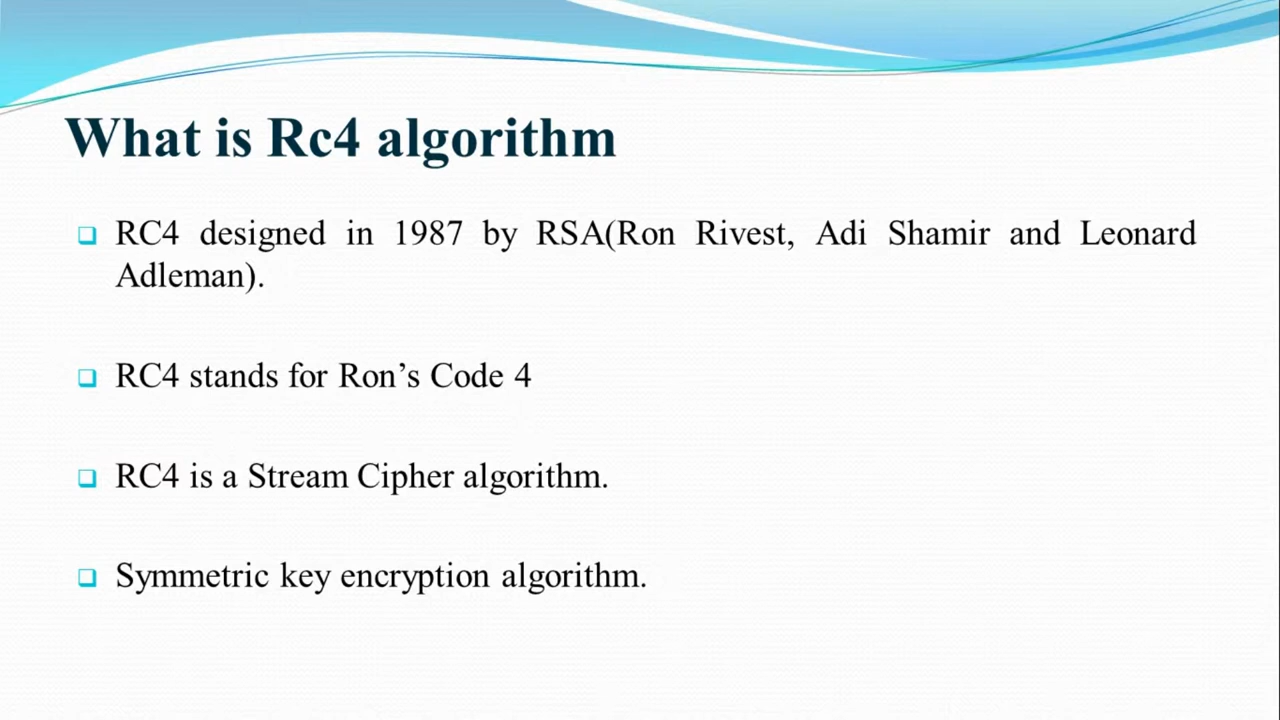 What is Rc4 algorithm
RC4 designed in 1987 by RSA(Ron Rivest, Adi Shamir and Leonard
Adleman).
RC4 stands for Ron’s Code 4
RC4 is a Stream Cipher algorithm.
Symmetric key encryption algorithm.